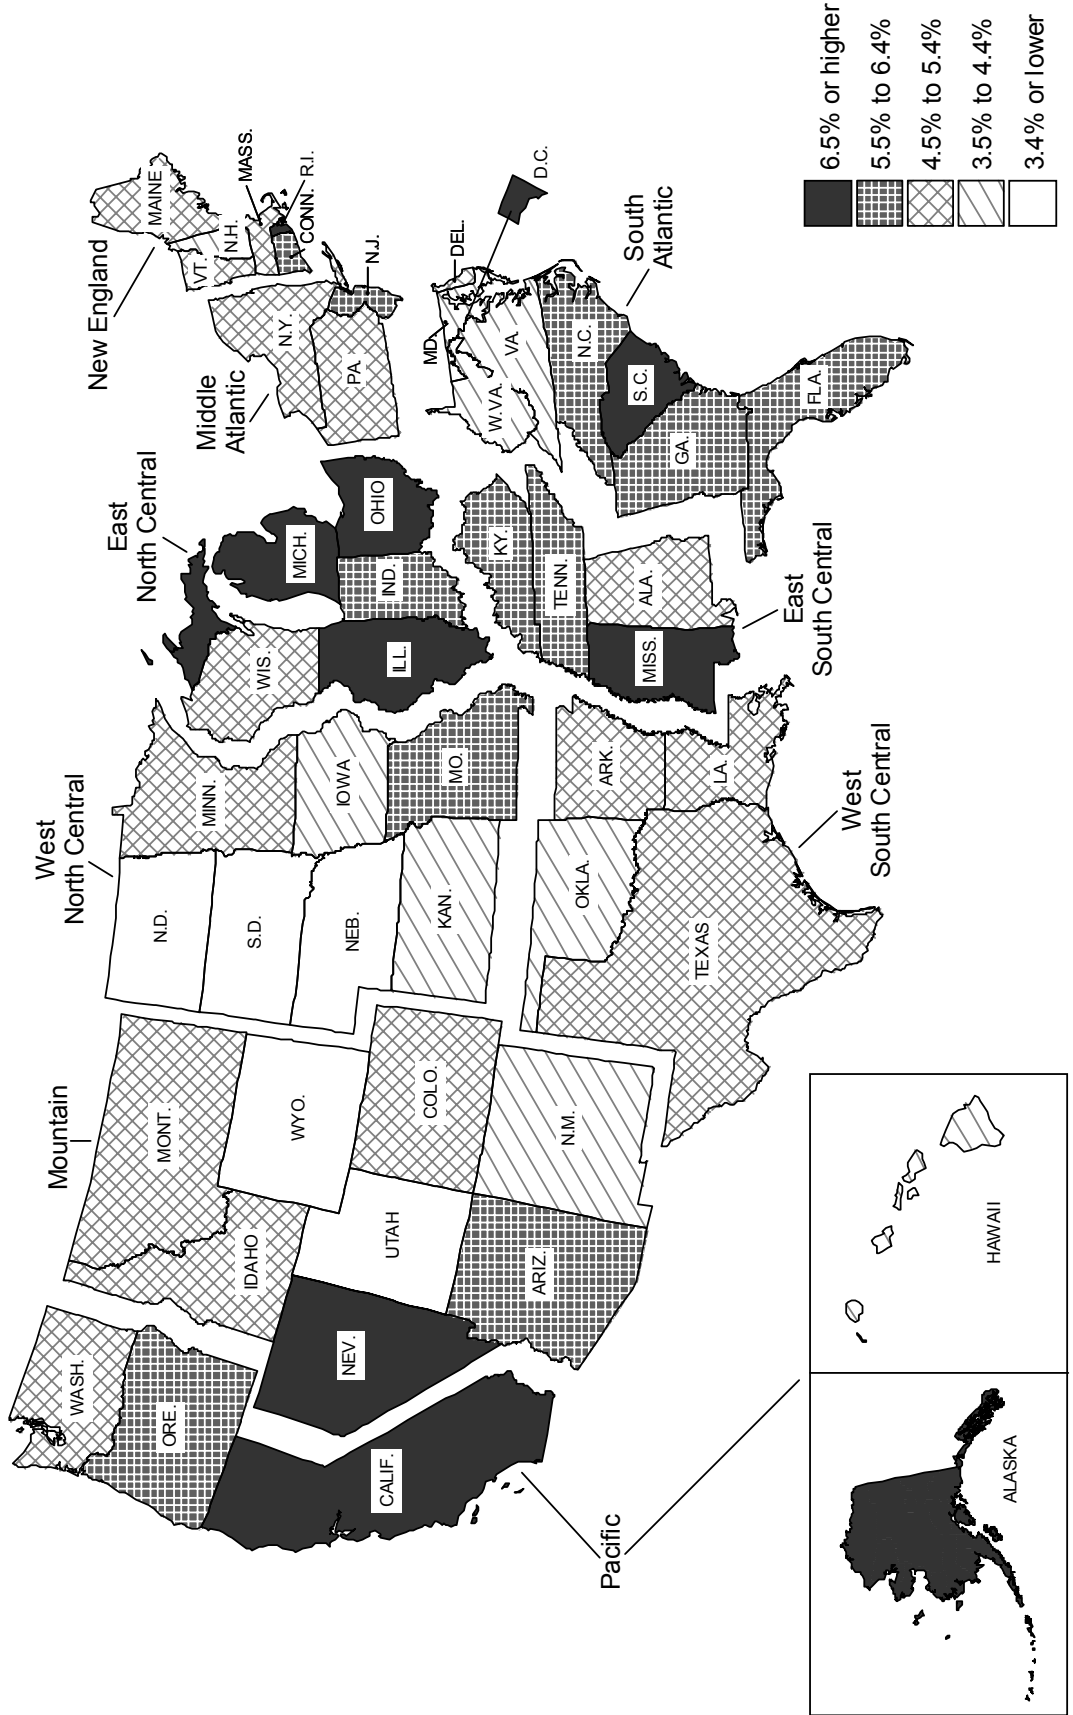 Pacific
Mountain
West
North Central
East
North Central
Middle
Atlantic
New England
South
Atlantic
East
South Central
West
South Central
WASH.
ORE.
CALIF.
NEV.
IDAHO
MONT.
WYO.
UTAH
COLO.
ARIZ.
N.M.
N.D.
S.D.
NEB.
KAN.
MINN.
IOWA
MO.
OKLA.
TEXAS
ARK.
LA.
WIS.
MICH.
ILL.
IND.
OHIO
KY.
TENN.
MISS.
ALA.
N.Y.
PA.
N.J.
MAINE
VT.
N.H.
MASS.
R.I.
CONN.
DEL.
MD.
D.C.
VA.
W.VA.
N.C.
S.C.
GA.
FLA.
ALASKA
HAWAII
6.5% or higher
5.5% to 6.4%
4.5% to 5.4%
3.5% to 4.4%
3.4% or lower